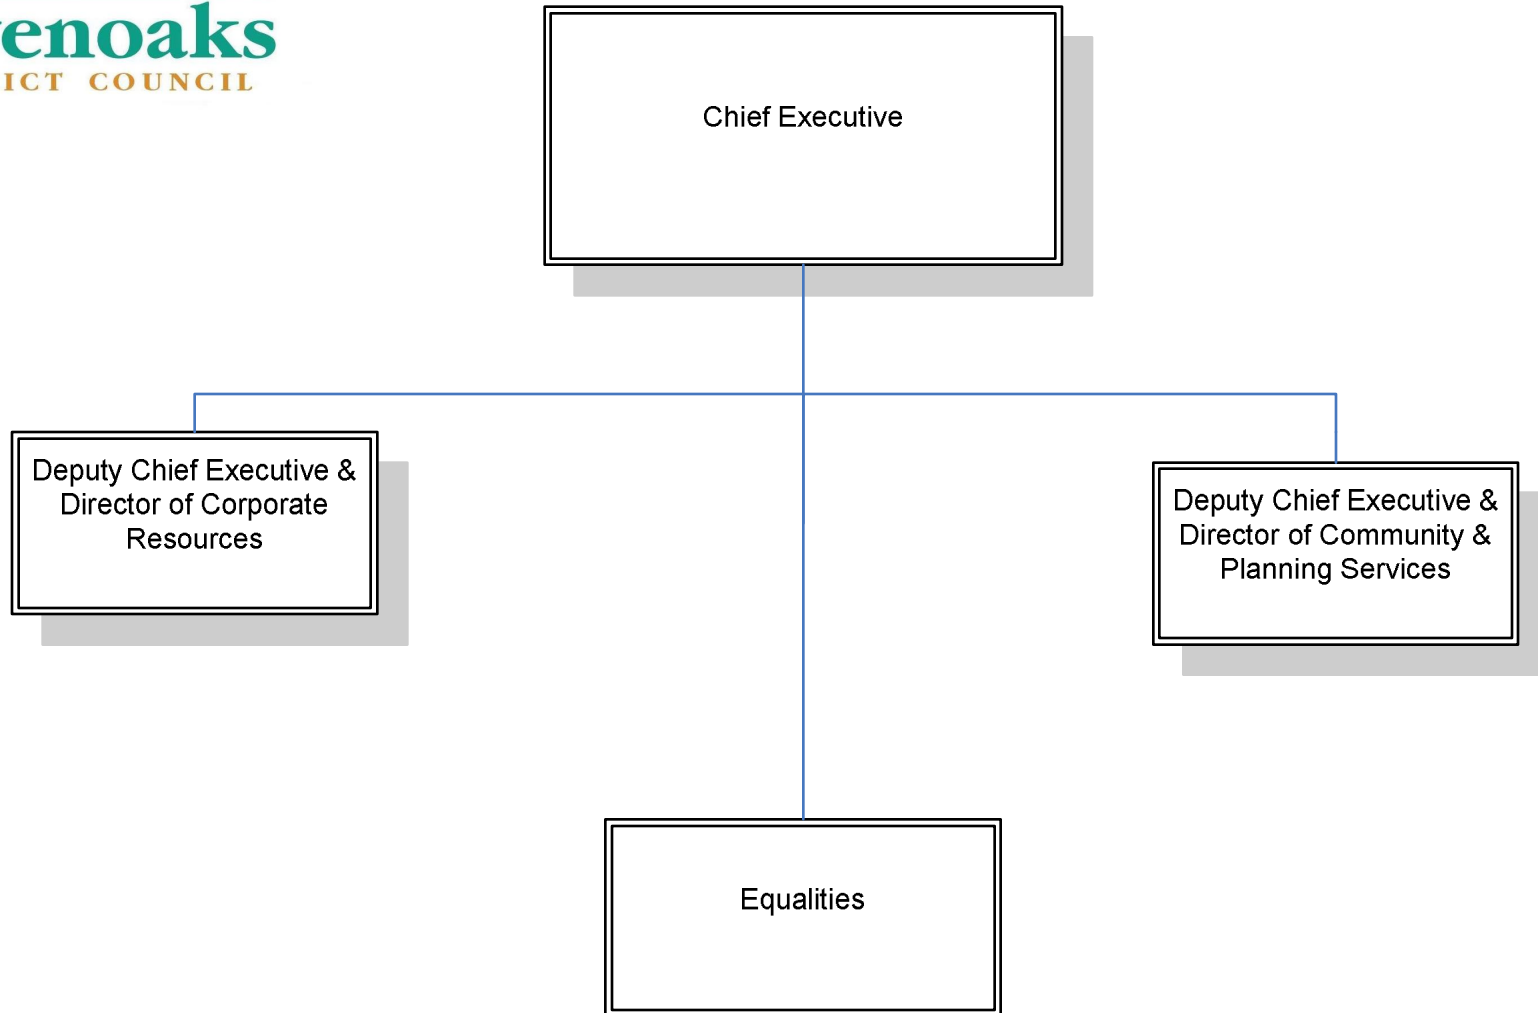 enoaks
ICT COUNCIL
Chief Executive
Deputy Chief Executive &
Director of Corporate
Resources
Deputy Chief Executive &
Director of Community &
Planning Services
Equalities